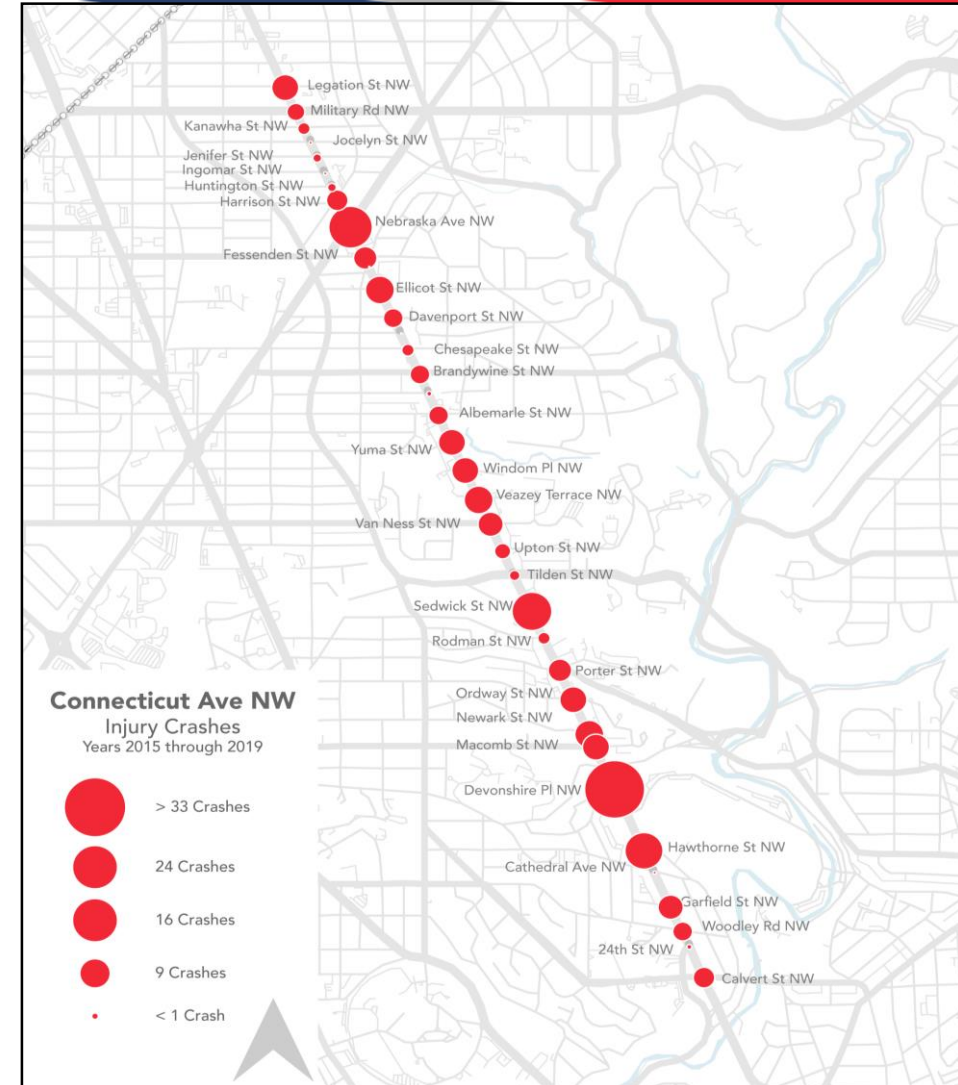 Legation St NW
Military Rd NW
Kanawha St NW
Jocelyn St NW
Jenifer St NW
Ingomar St NW
Huntington St NW
Harrison St NW
Nebraska Ave NW
Fessenden St NW
Ellicot St NW
Davenport St NW
Chesapeake St NW
Brandywine St NW
Albemarle St NW
Yuma St NW
Windom Pl NW
Veazey Terrace NW
Van Ness St NW
Upton St NW
Tilden St NW
Sedwick St NW
Rodman St NW
Porter St NW
Ordway St NW
Newark St NW
Macomb St NW
Devonshire Pl NW
Hawthorne St NW
Cathedral Ave NW
Garfield St NW
Woodley Rd NW
24th St NW
Calvert St NW
Connecticut Ave NW
Injury Crashes
Years 2015 through 2019
> 33 Crashes
24 Crashes
16 Crashes
9 Crashes
< 1 Crash